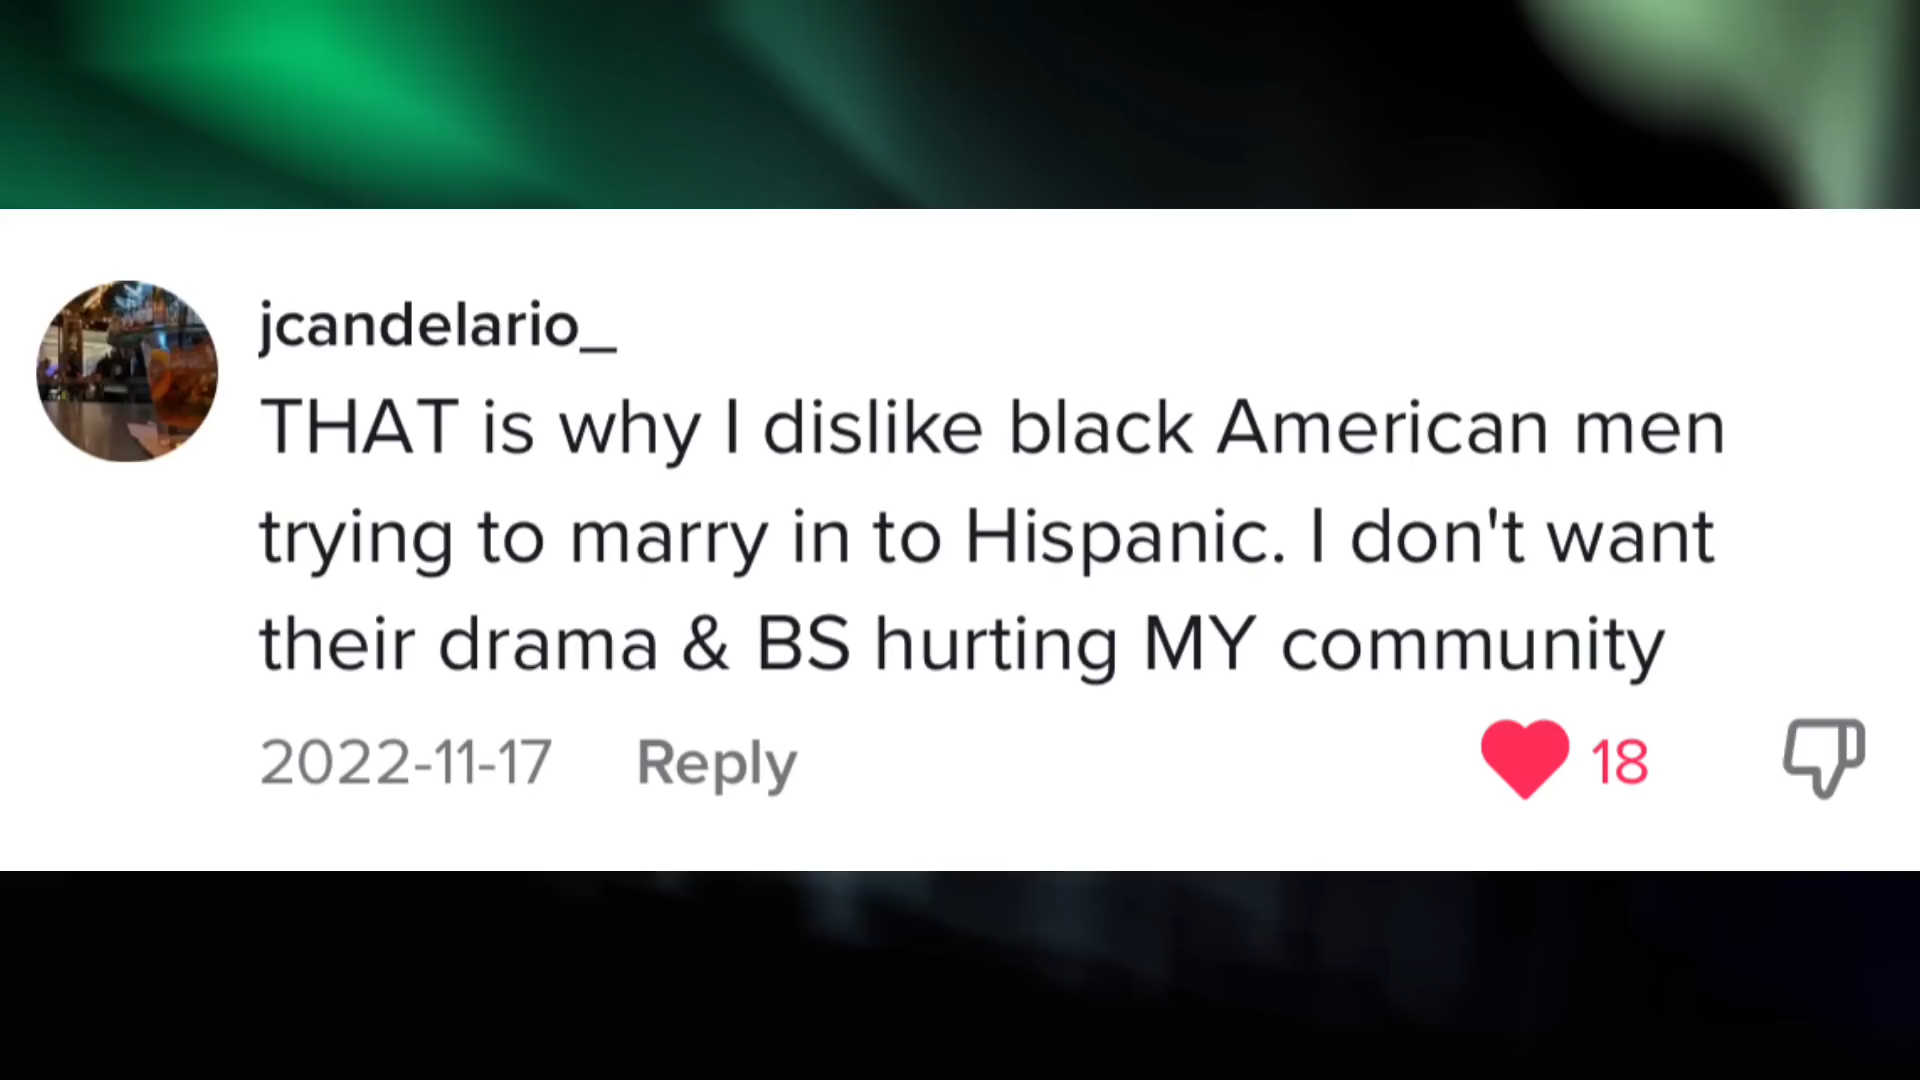 jcandelario_
THAT is why I dislike black American men
trying to marry in to Hispanic. I don't want
their drama & BS hurting MY community
2022-11-17 Reply 18